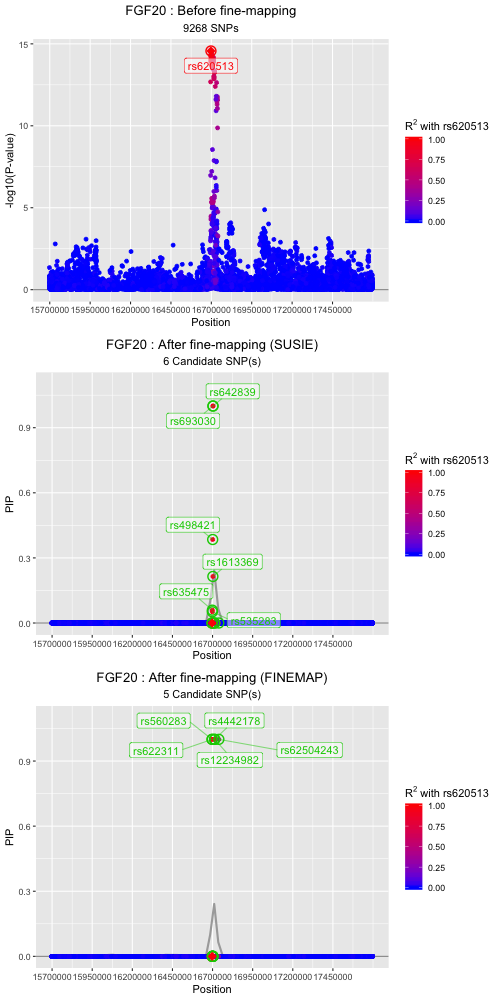 FGF20 : Before fine-mapping
9268 SNPs
15
10
5
0
-log10(P-value)
rs620513
15700000 15950000 16200000 16450000 16700000 16950000 17200000 17450000
Position
R2 with rs620513
1.00
0.75
0.50
0.25
0.00
FGF20 : After fine-mapping (SUSIE)
6 Candidate SNP(s)
0.9
0.6
0.3
0.0
PIP
rs642839
rs693030
rs498421
rs1613369
rs635475
rs535283
15700000 15950000 16200000 16450000 16700000 16950000 17200000 17450000
Position
R2 with rs620513
1.00
0.75
0.50
0.25
0.00
FGF20 : After fine-mapping (FINEMAP)
5 Candidate SNP(s)
0.9
0.6
0.3
0.0
PIP
rs560283
rs4442178
rs622311
rs62504243
rs12234982
15700000 15950000 16200000 16450000 16700000 16950000 17200000 17450000
Position
R2 with rs620513
1.00
0.75
0.50
0.25
0.00